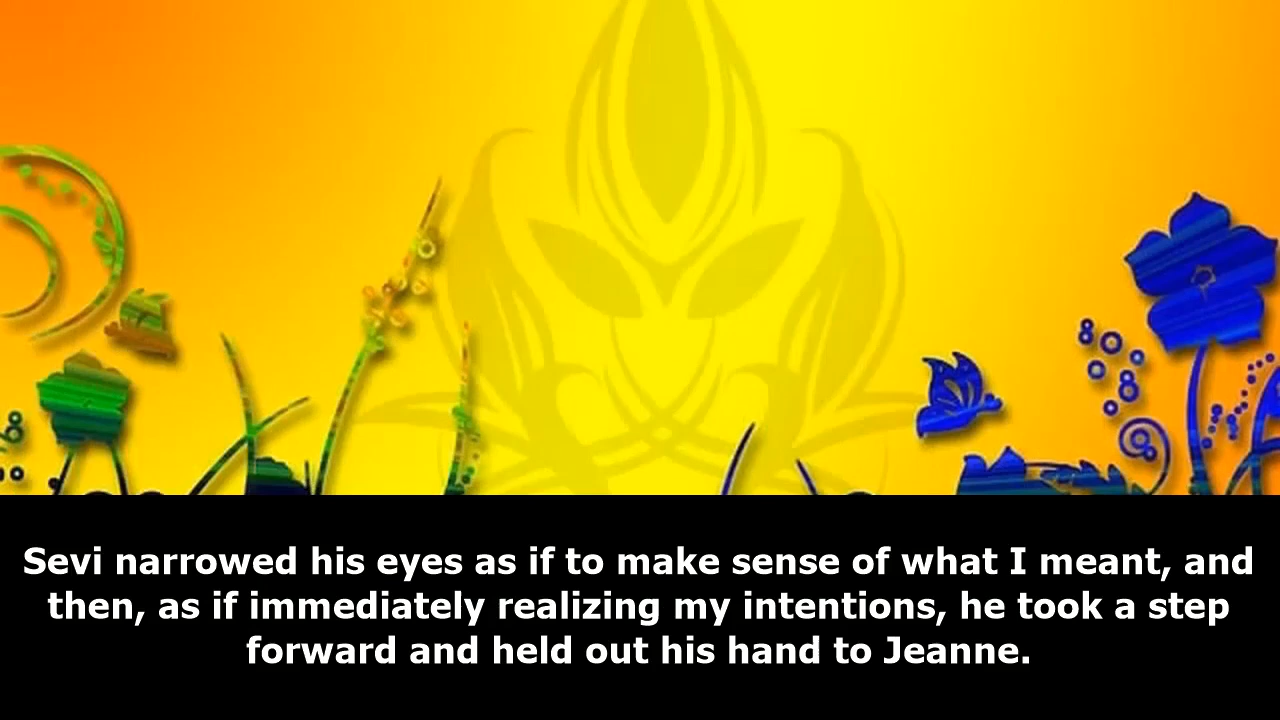 Sevi narrowed his eyes as if to make sense of what I meant, and
then, as if immediately realizing my intentions, he took a step
forward and held out his hand to Jeanne.